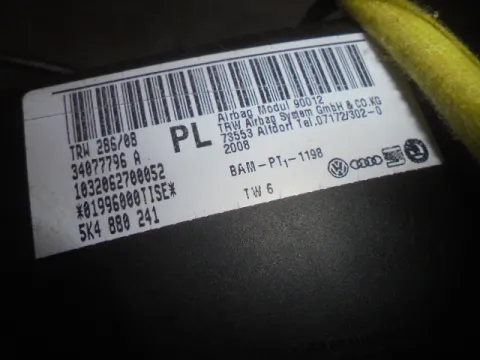 TRW 286/08
34077796 A
1032062700052
*01996000TISE*
5K4 880 241
PL
Airbag Modul 90012
TRW Airbag System GmbH & CO.KG
73553 Alfdorf Tel.07172/302-0
2008
BAM-PT1-1198
TW 6